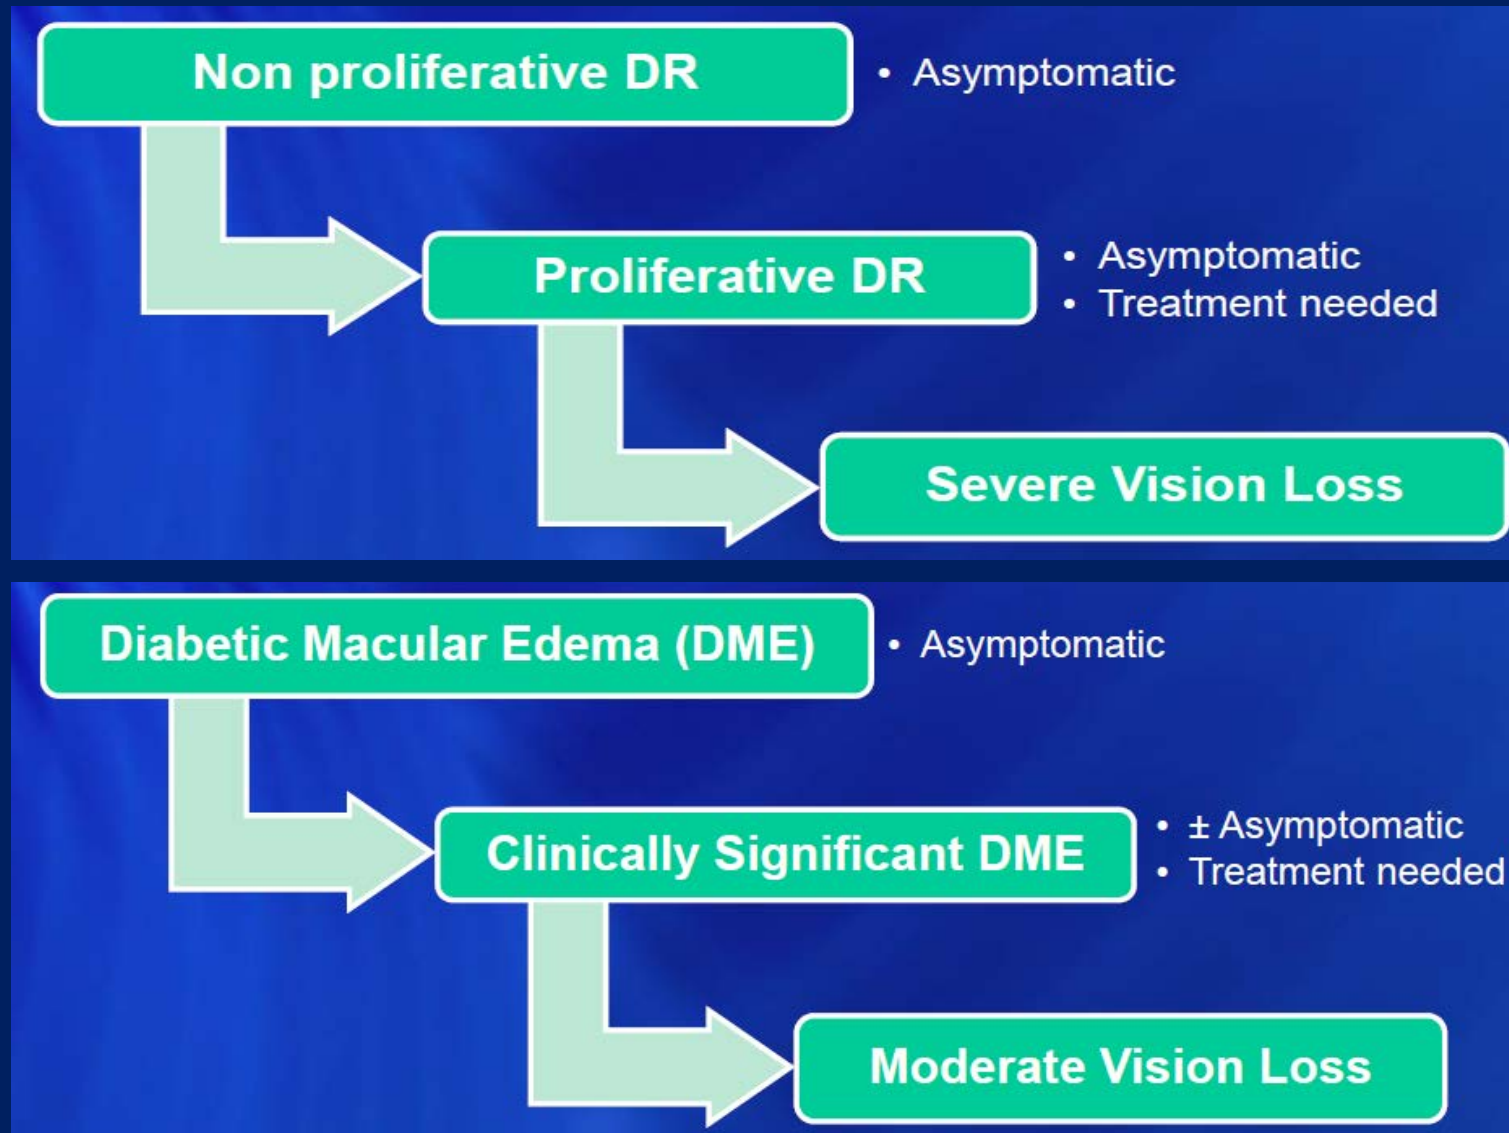 Non proliferative DR
• Asymptomatic
Proliferative DR
• Asymptomatic
• Treatment needed
Severe Vision Loss
Diabetic Macular Edema (DME)
• Asymptomatic
Clinically Significant DME
• ± Asymptomatic
• Treatment needed
Moderate Vision Loss